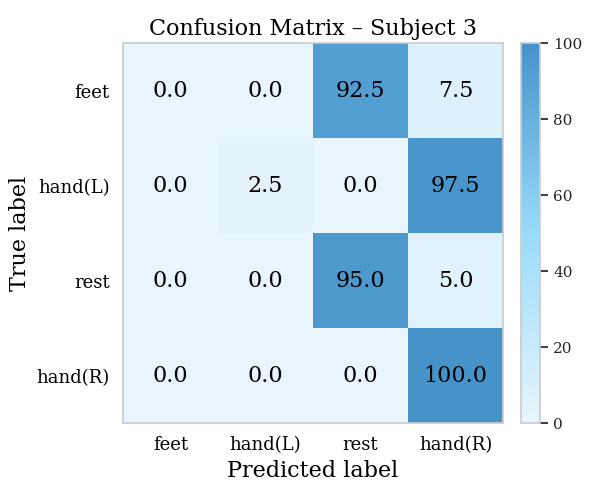 Confusion Matrix – Subject 3
feet 0.0 0.0 92.5 7.5
hand(L) 0.0 2.5 0.0 97.5
rest 0.0 0.0 95.0 5.0
hand(R) 0.0 0.0 0.0 100.0
feet hand(L) rest hand(R)
Predicted label
True label
100
80
60
40
20
0